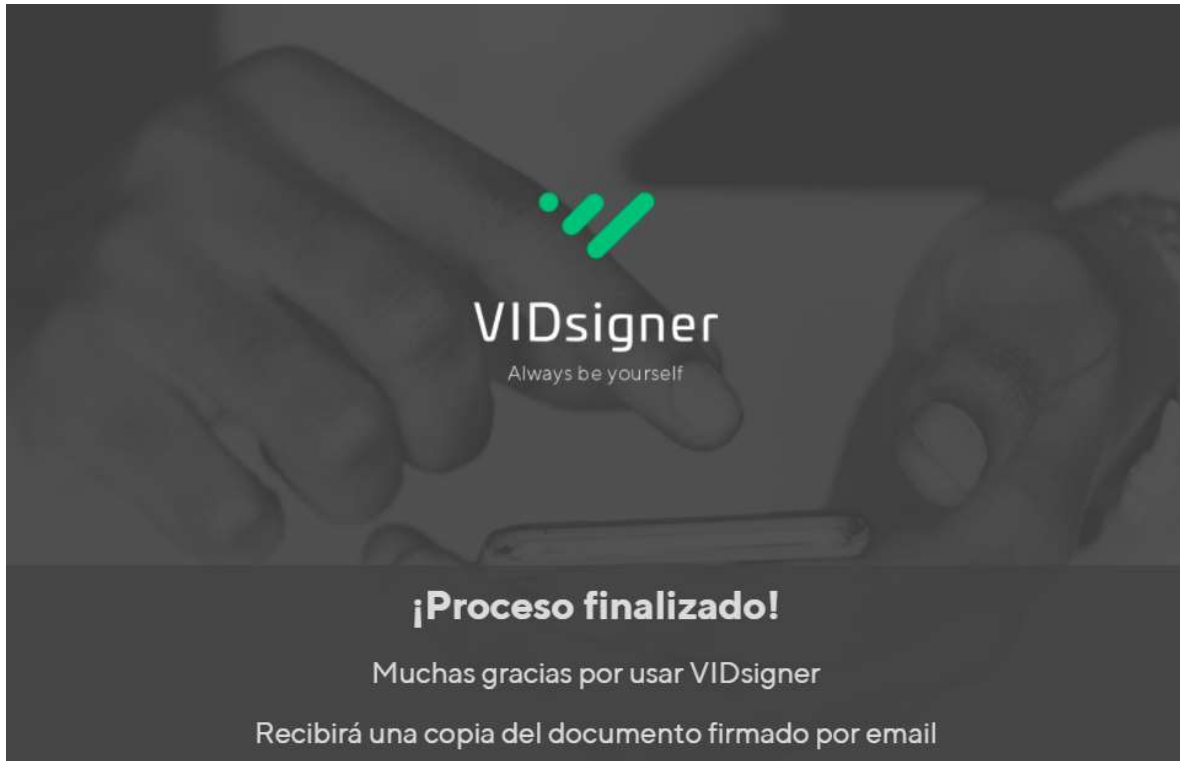 VIDsigner
Always be yourself
¡Proceso finalizado!
Muchas gracias por usar VIDsigner
Recibirá una copia del documento firmado por email